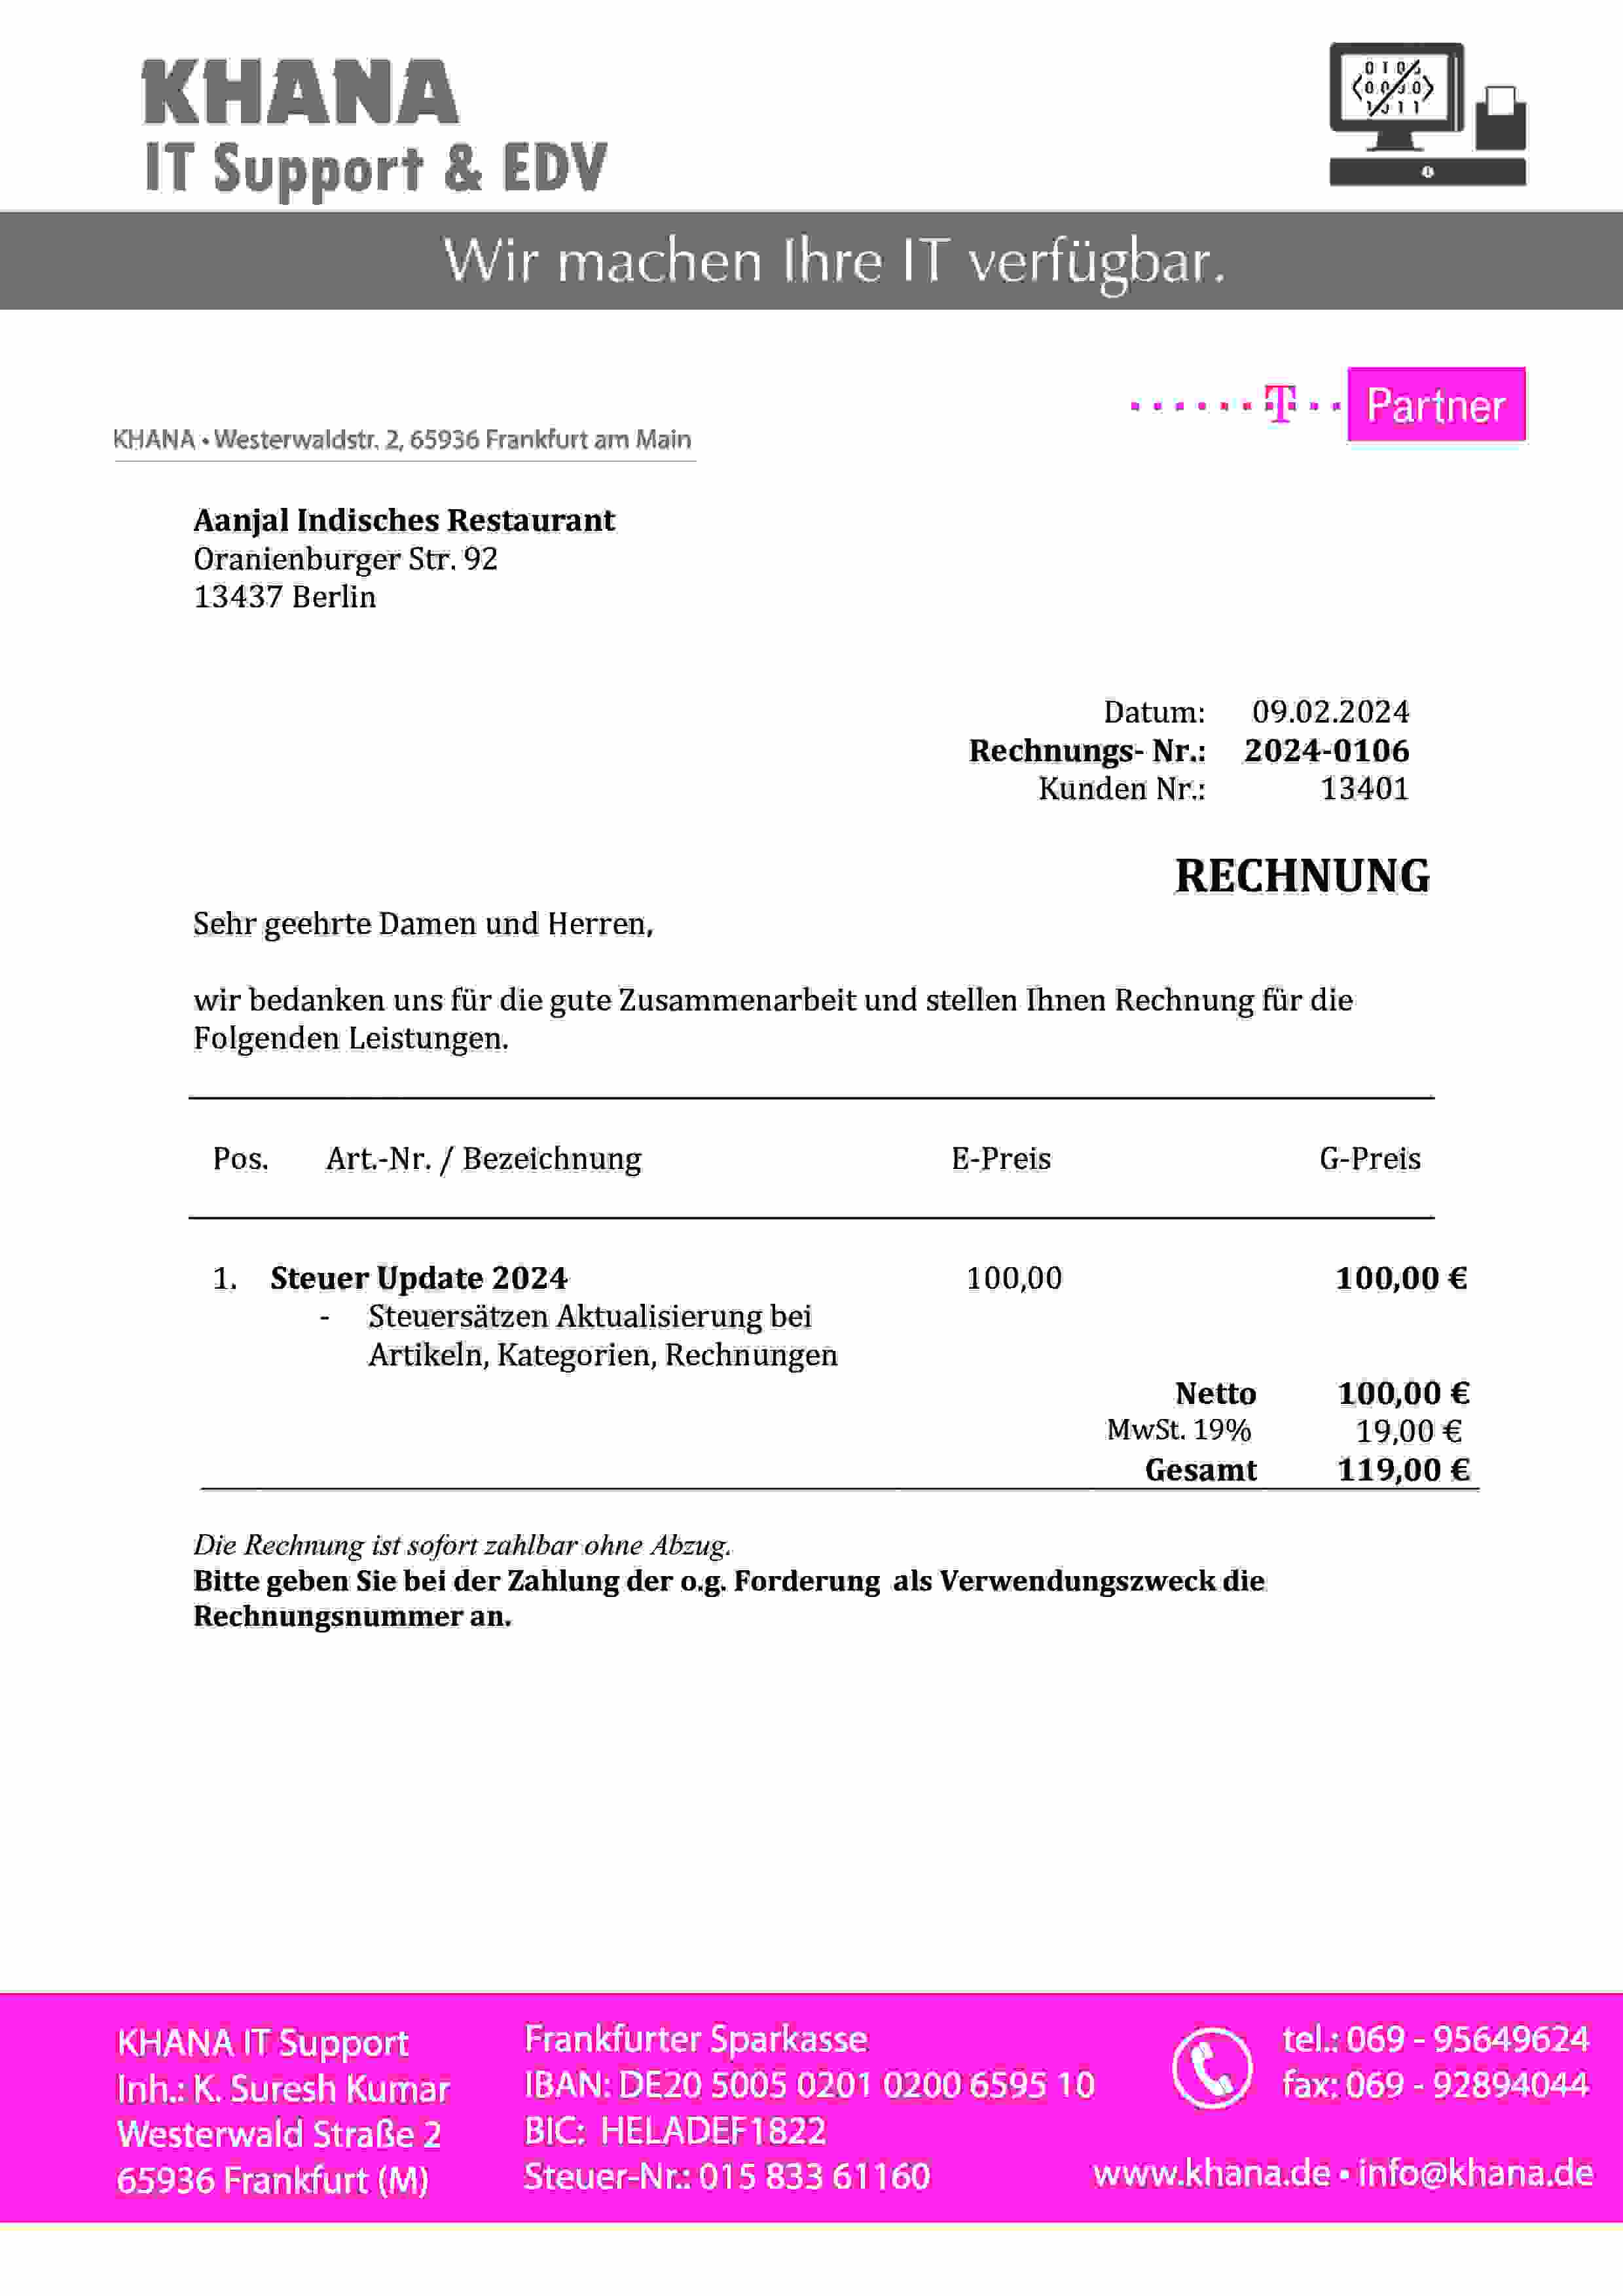 KHANA
IT Support & EDV
Wir machen Ihre IT verfügbar.
T Partner
KHANA • Westerwaldstr. 2, 65936 Frankfurt am Main
Aanjal Indisches Restaurant
Oranienburger Str. 92
13437 Berlin
Datum: 09.02.2024
Rechnungs- Nr.: 2024-0106
Kunden Nr.: 13401
RECHNUNG
Sehr geehrte Damen und Herren,
wir bedanken uns für die gute Zusammenarbeit und stellen Ihnen Rechnung für die
Folgenden Leistungen.
Pos. Art.-Nr. / Bezeichnung E-Preis G-Preis
1. Steuer Update 2024 100,00 100,00 €
- Steuersätzen Aktualisierung bei
Artikeln, Kategorien, Rechnungen
Netto 100,00 €
MwSt. 19% 19,00 €
Gesamt 119,00 €
Die Rechnung ist sofort zahlbar ohne Abzug.
Bitte geben Sie bei der Zahlung der o.g. Forderung als Verwendungszweck die
Rechnungsnummer an.
KHANA IT Support
Inh.: K. Suresh Kumar
Westerwald Straße 2
65936 Frankfurt (M)
Frankfurter Sparkasse
IBAN: DE20 5005 0201 0200 6595 10
BIC: HELADEF1822
Steuer-Nr.: 015 833 61160
tel.: 069 - 95649624
fax: 069 - 92894044
www.khana.de • info@khana.de